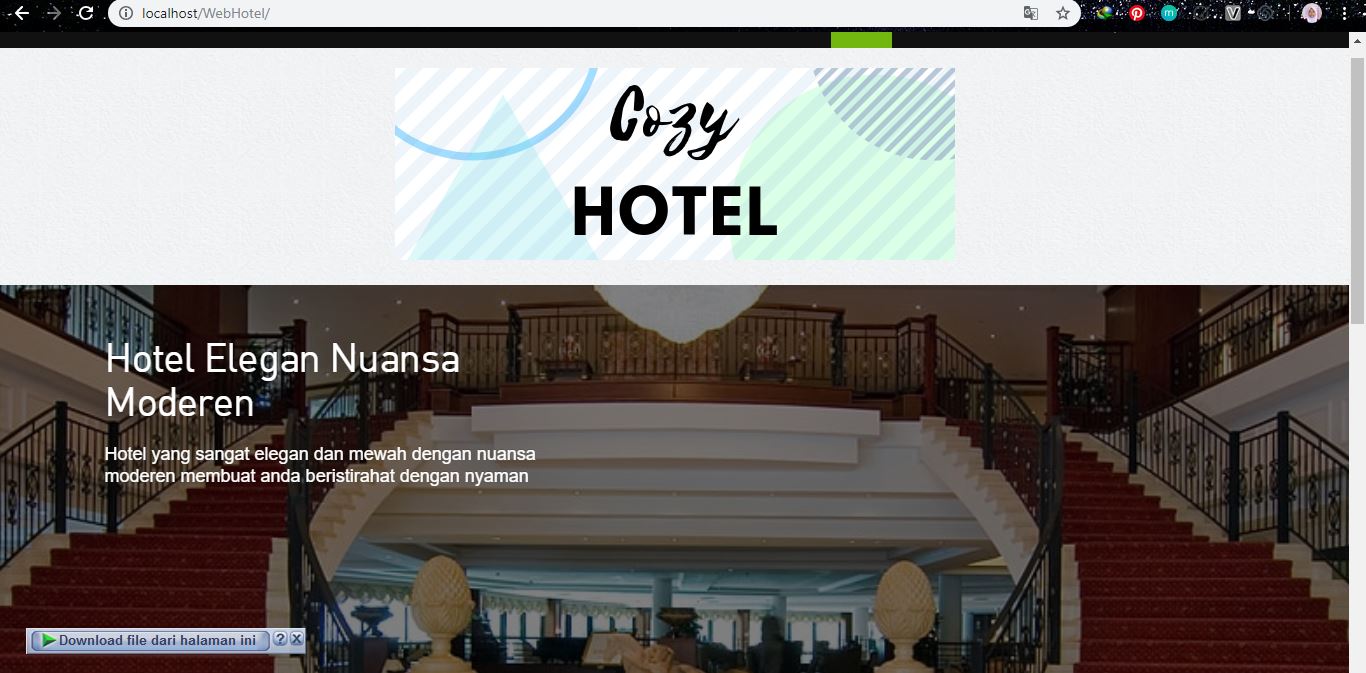 localhost/WebHotel/
Cozy
HOTEL
Hotel Elegan Nuansa
Moderen
Hotel yang sangat elegan dan mewah dengan nuansa
moderen membuat anda beristirahat dengan nyaman
Download file dari halaman ini ? X